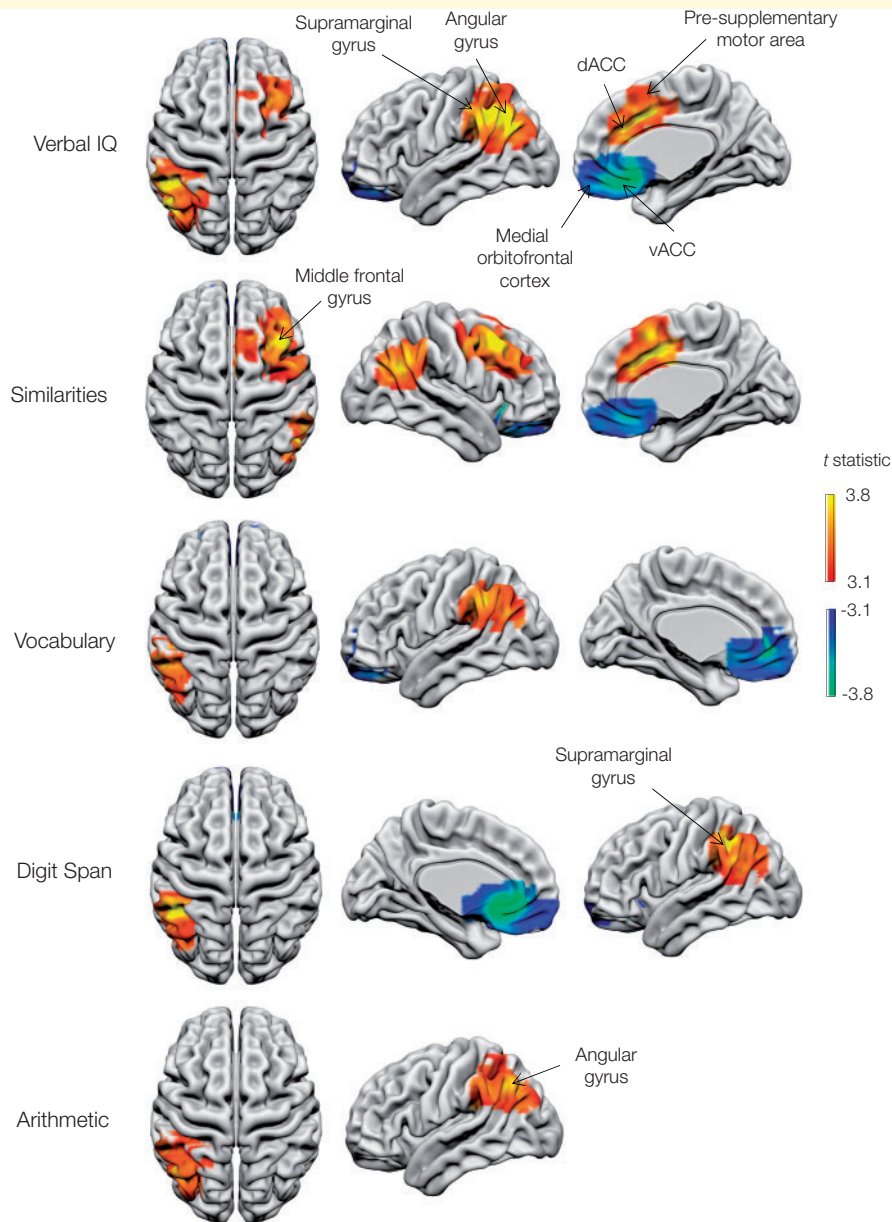 Supramarginal
gyrus
Angular
gyrus
Pre-supplementary
motor area
dACC
Verbal IQ
Medial
orbitofrontal
cortex
vACC
Middle frontal
gyrus
Similarities
t statistic
3.8
3.1
-3.1
-3.8
Vocabulary
Supramarginal
gyrus
Digit Span
Angular
gyrus
Arithmetic